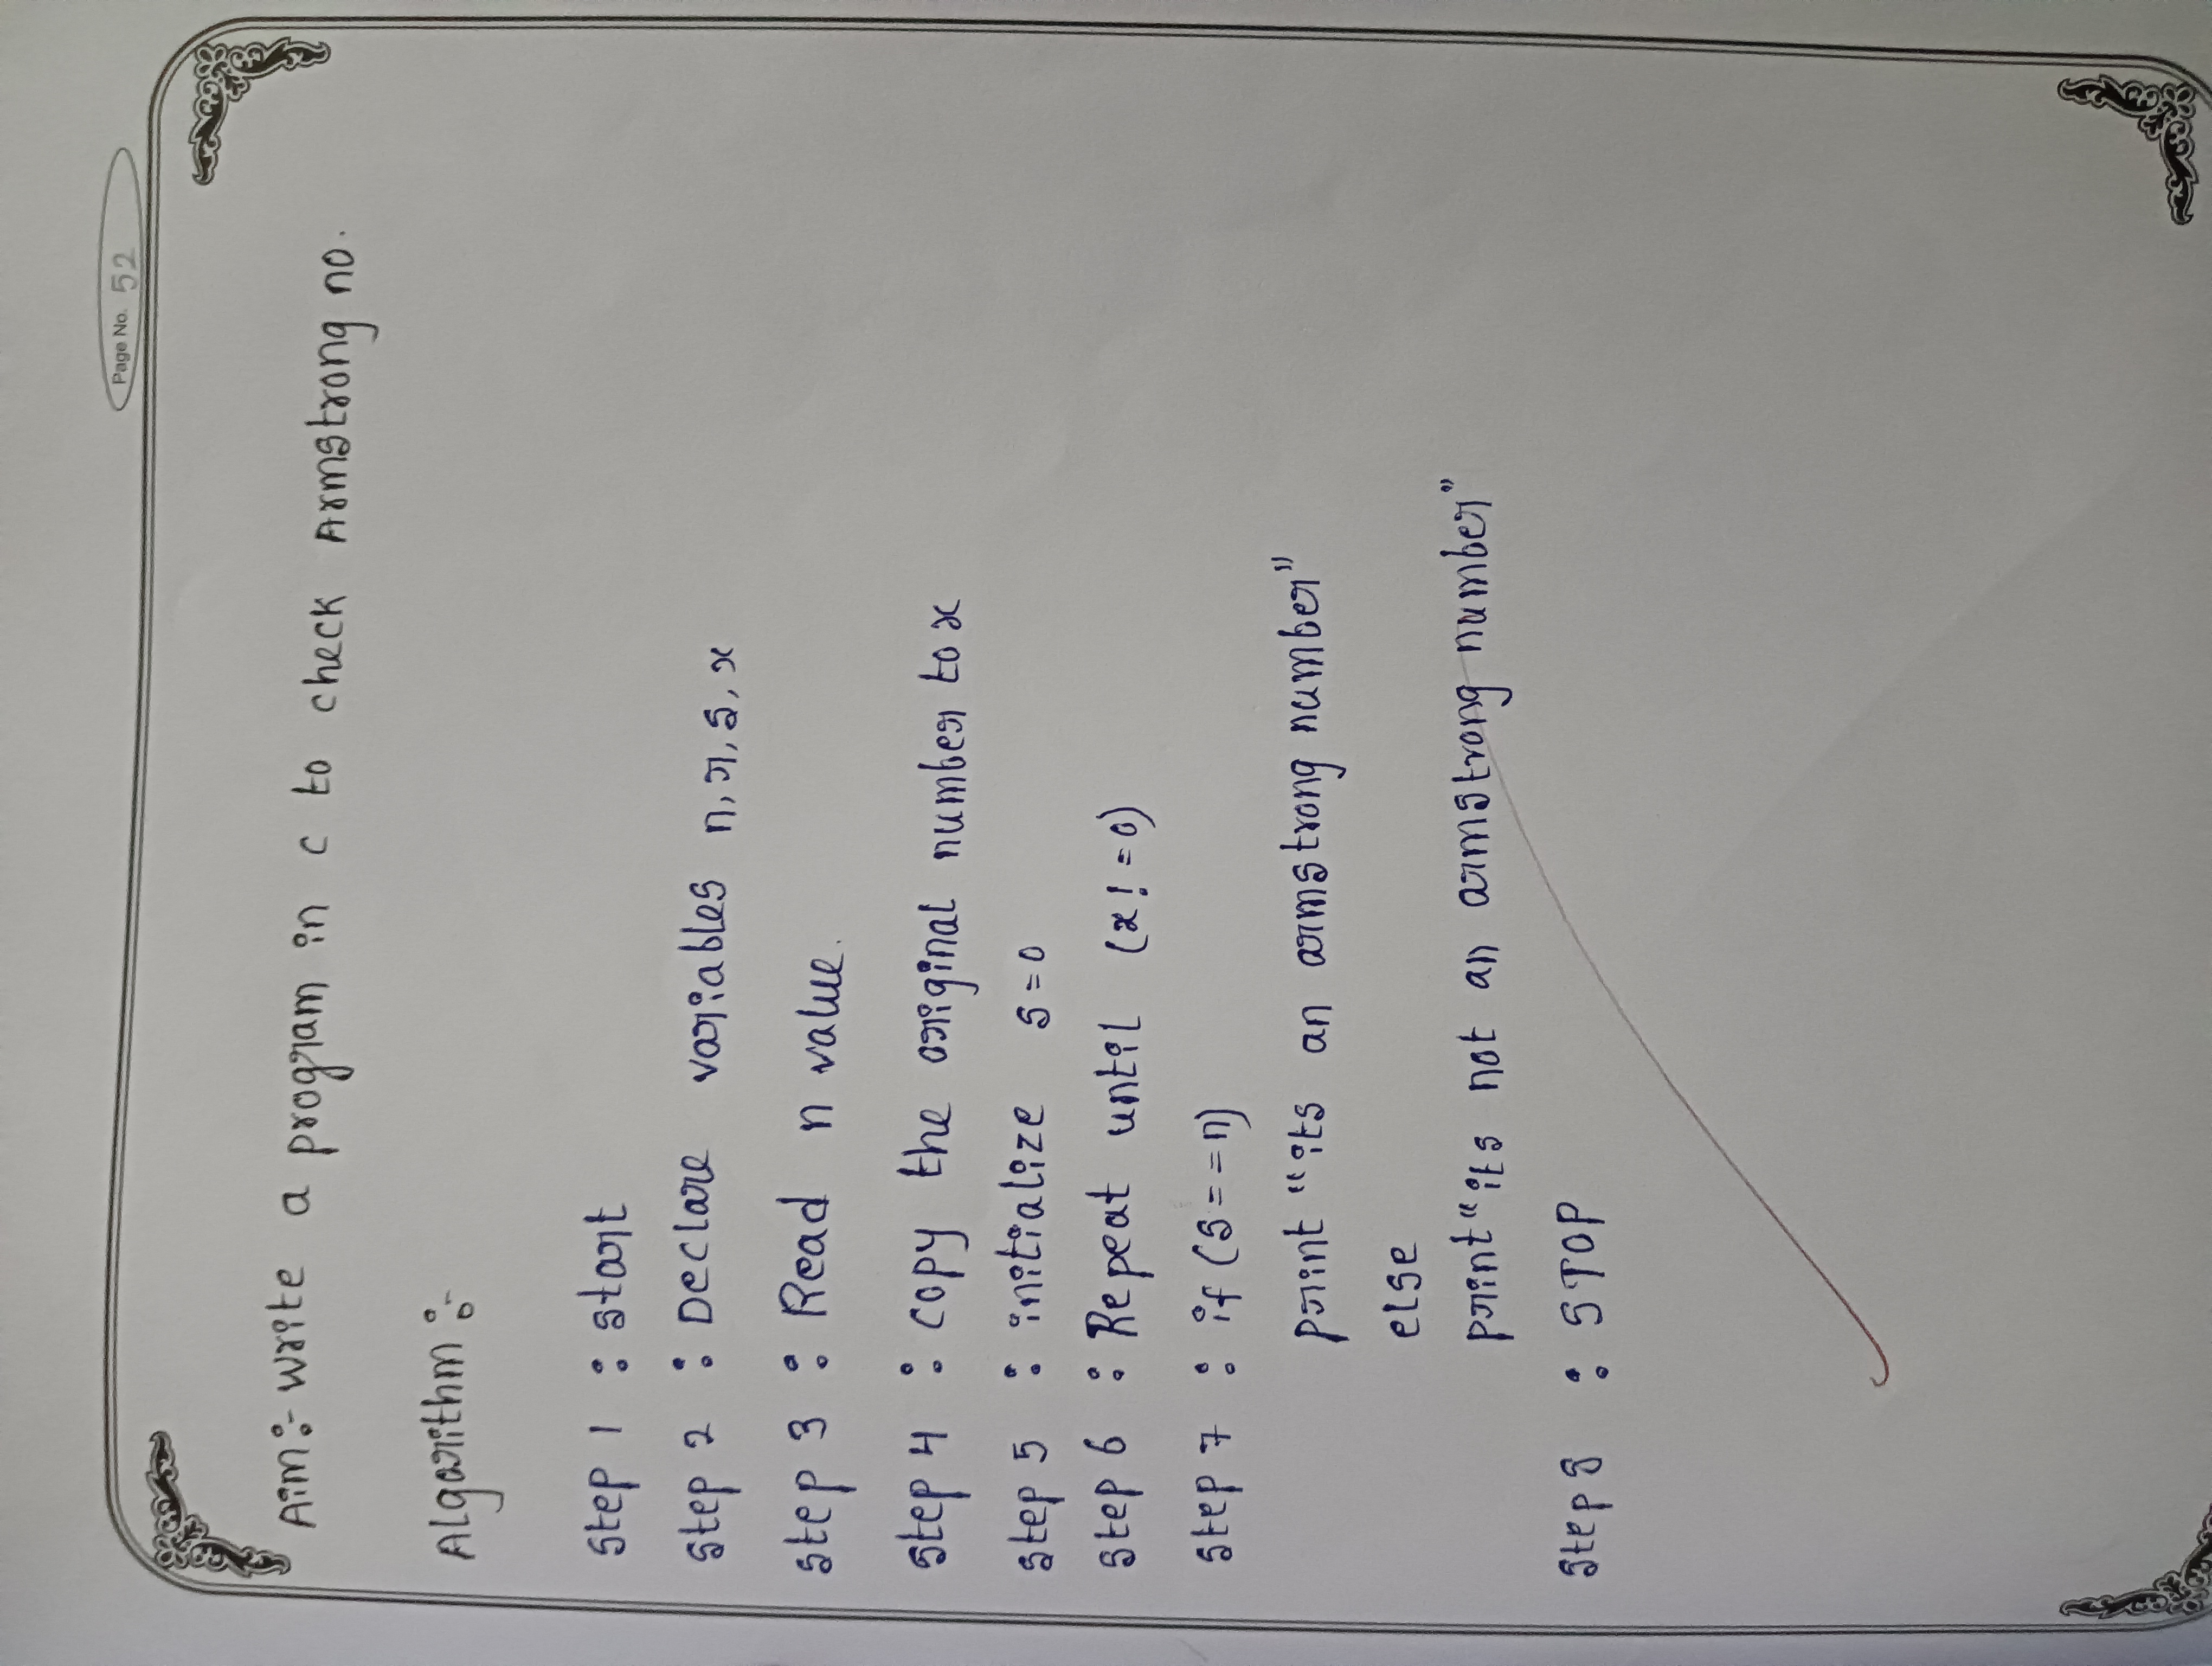 Page No. 52
Aim:- write a program in c to check Armstrong no.
Algorithm :-
step 1 : start
step 2 : Declare variables n, r, s, x
step 3 : Read n value.
step 4 : copy the original number to x
step 5 : initialize s=0
step 6 : Repeat until (x!=0)
step 7 : if (s==n)
print "its an armstrong number"
else
print "its not an armstrong number"
step 8 : STOP